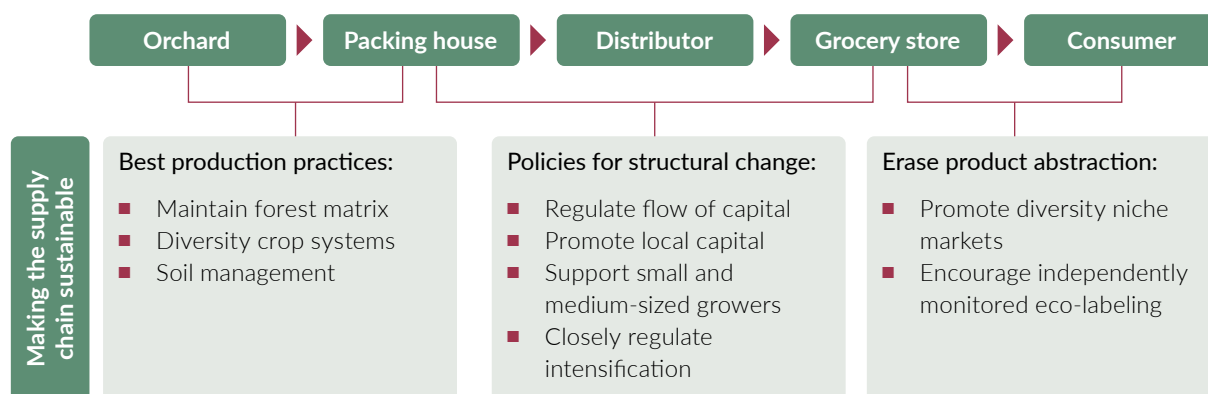 Orchard
Packing house
Distributor
Grocery store
Consumer
Making the supply
chain sustainable
Best production practices:
Maintain forest matrix
Diversity crop systems
Soil management
Policies for structural change:
Regulate flow of capital
Promote local capital
Support small and
medium-sized growers
Closely regulate
intensification
Erase product abstraction:
Promote diversity niche
markets
Encourage independently
monitored eco-labeling